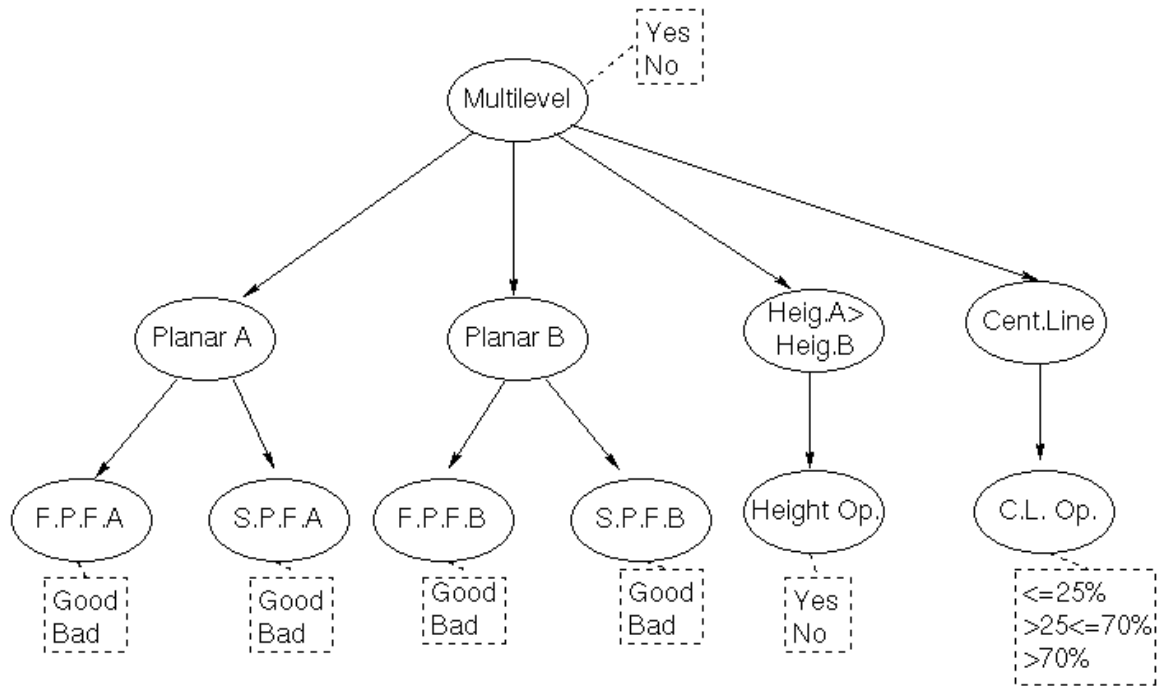 Yes
No
Multilevel
Planar A
Planar B
Heig.A>
Heig.B
Cent.Line
F.P.F.A
S.P.F.A
F.P.F.B
S.P.F.B
Height Op.
C.L. Op.
Good
Bad
Good
Bad
Good
Bad
Good
Bad
Yes
No
<=25%
>25<=70%
>70%